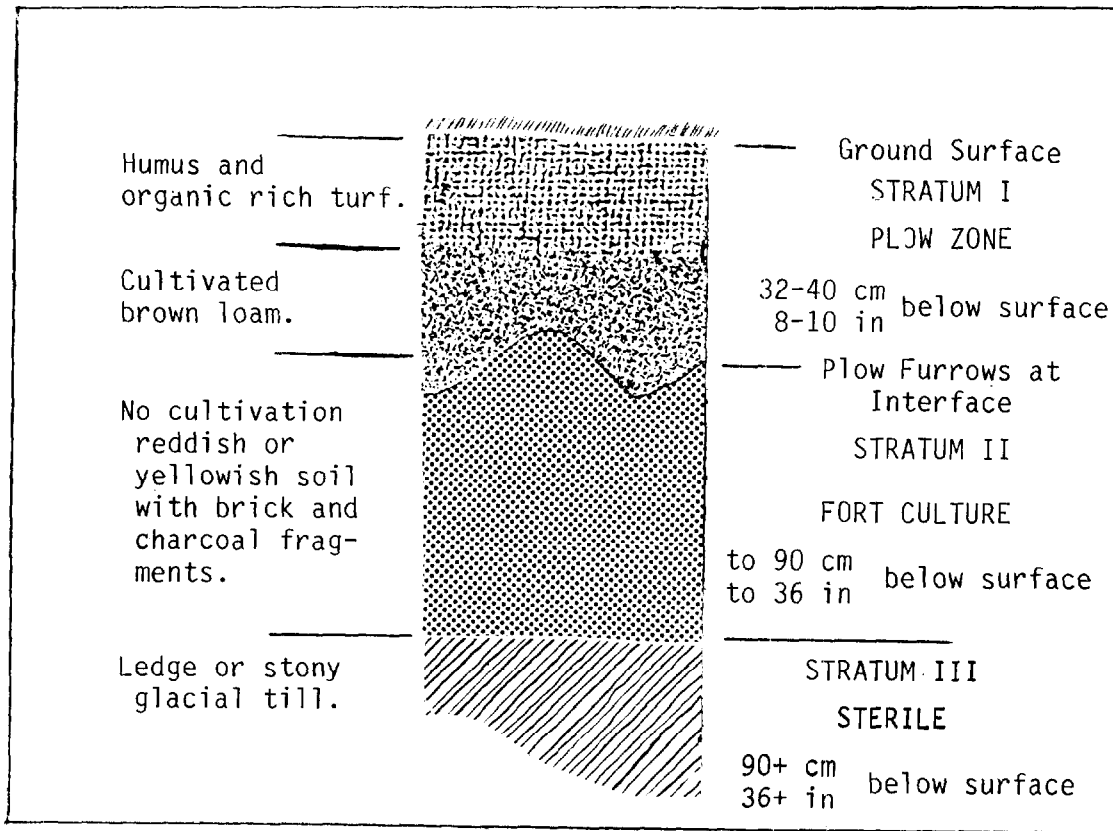 Humus and
organic rich turf.
Cultivated
brown loam.
No cultivation
reddish or
yellowish soil
with brick and
charcoal frag-
ments.
Ledge or stony
glacial till.
Ground Surface
STRATUM I
PLOW ZONE
32-40 cm
8-10 in
below surface
Plow Furrows at
Interface
STRATUM II
FORT CULTURE
to 90 cm
to 36 in
below surface
STRATUM III
STERILE
90+ cm
36+ in
below surface